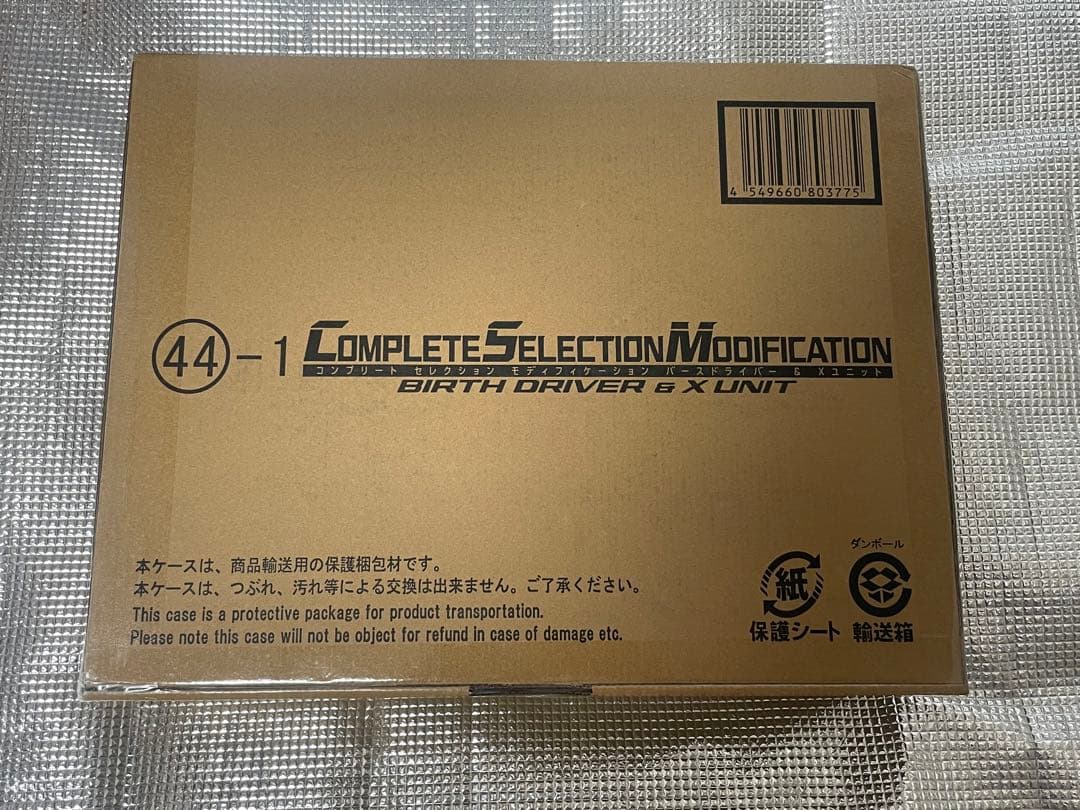 4 549660 803775
44-1 COMPLETE SELECTION MODIFICATION
コンプリート セレクション モディフィケーション バースドライバー & Xユニット
BIRTH DRIVER & X UNIT
本ケースは、商品輸送用の保護梱包材です。
本ケースは、つぶれ、汚れ等による交換は出来ません。ご了承ください。
This case is a protective package for product transportation.
Please note this case will not be object for refund in case of damage etc.
紙
保護シート
ダンボール
輸送箱